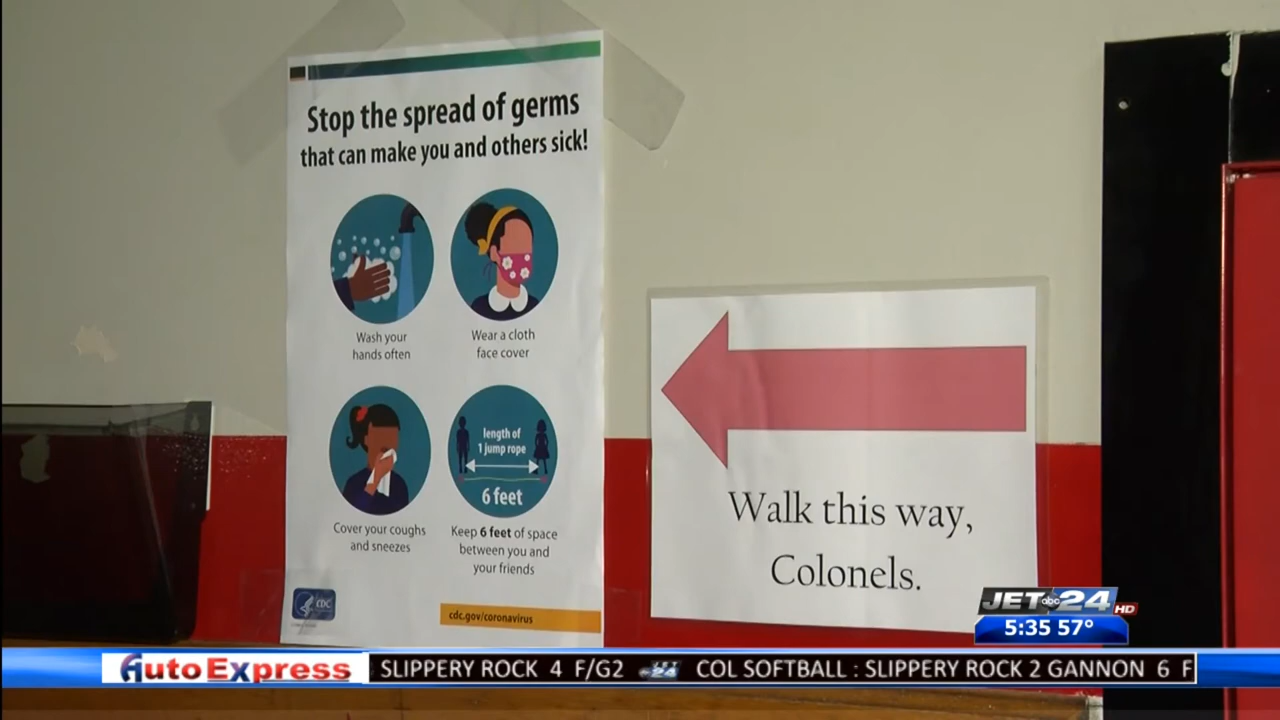 Stop the spread of germs
that can make you and others sick!
Wash your
hands often
Wear a cloth
face cover
length of
1 jump rope
6 feet
Cover your coughs
and sneezes
Keep 6 feet of space
between you and
your friends
CDC
cdc.gov/coronavirus
Walk this way,
Colonels.
JET abc 24 HD
5:35 57°
AutoExpress
SLIPPERY ROCK 4 F/G2 JET 24 COL SOFTBALL : SLIPPERY ROCK 2 GANNON 6 F